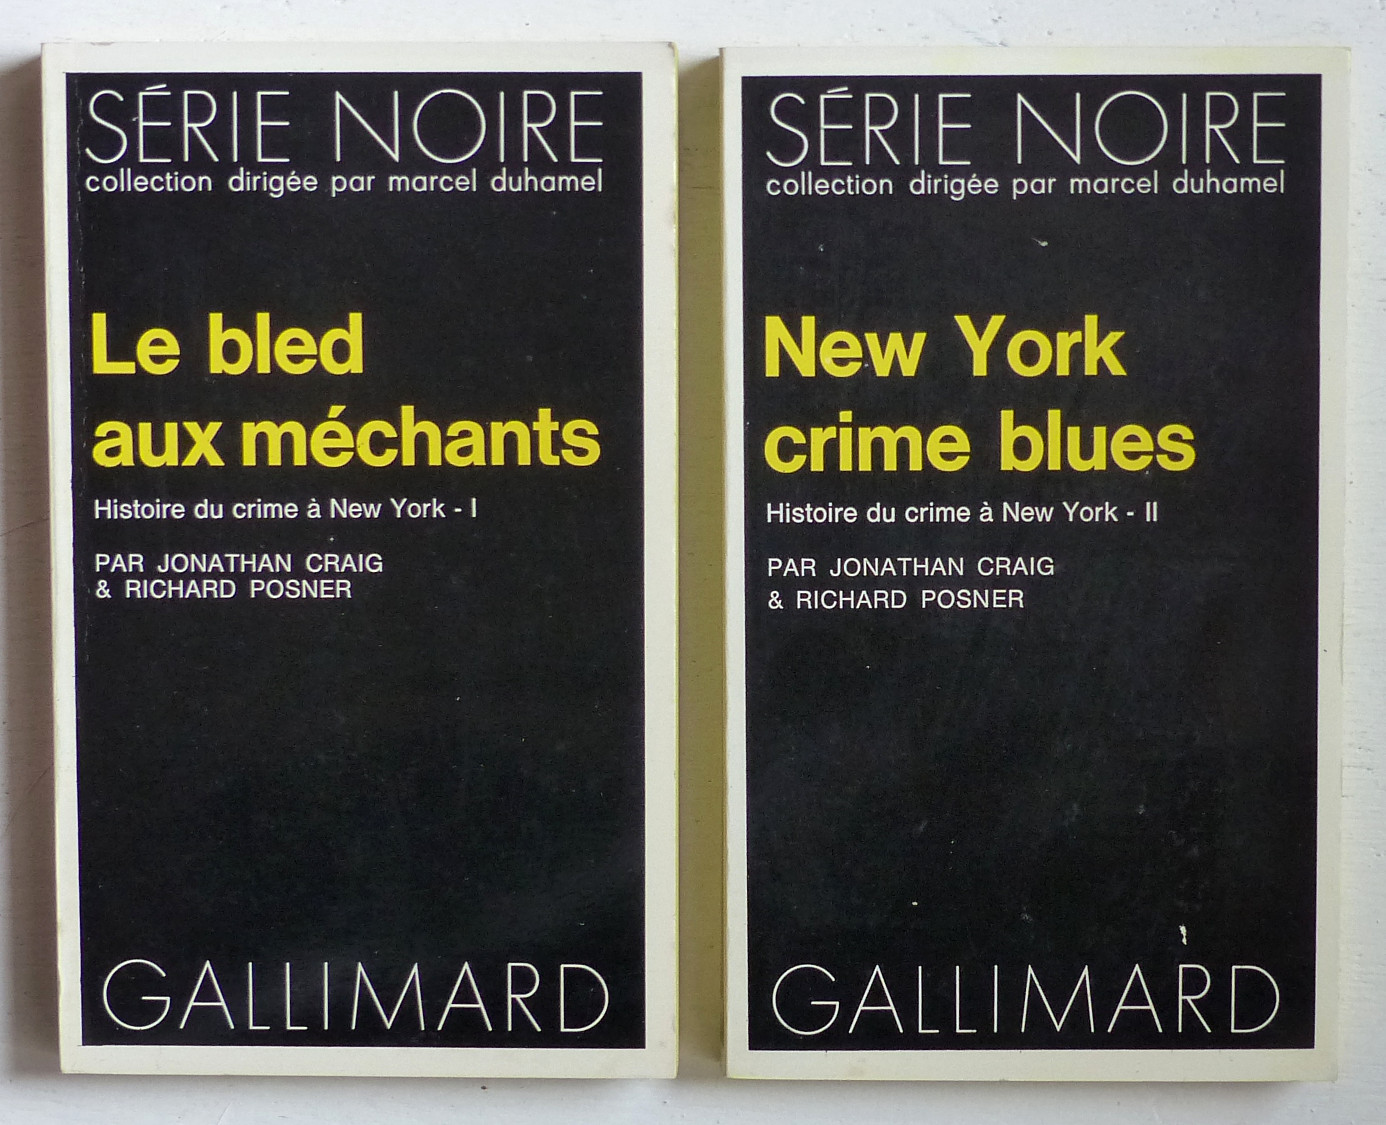 SÉRIE NOIRE
collection dirigée par marcel duhamel
Le bled
aux méchants
Histoire du crime à New York - I
PAR JONATHAN CRAIG
& RICHARD POSNER
GALLIMARD
SÉRIE NOIRE
collection dirigée par marcel duhamel
New York
crime blues
Histoire du crime à New York - II
PAR JONATHAN CRAIG
& RICHARD POSNER
GALLIMARD